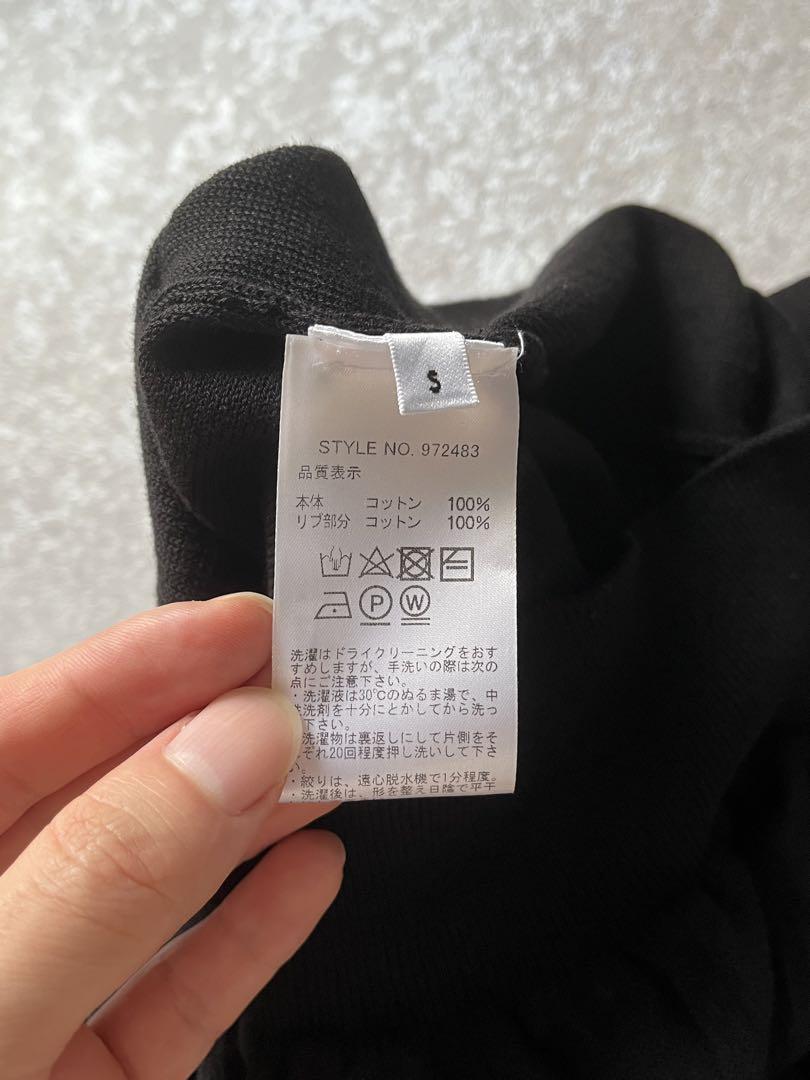 S
STYLE NO. 972483
品質表示
本体 コットン 100%
リブ部分 コットン 100%
P W
洗濯はドライクリーニングをおす
すめしますが、手洗いの際は次の
点にご注意下さい。
・洗濯液は30℃のぬるま湯で、中
洗剤を十分にとかしてから洗っ
下さい。
洗濯物は裏返しにして片側をそ
ぞれ20回程度押し洗いして下さ
い。
・絞りは、遠心脱水機で1分程度。
・洗濯後は、形を整え日陰で平干